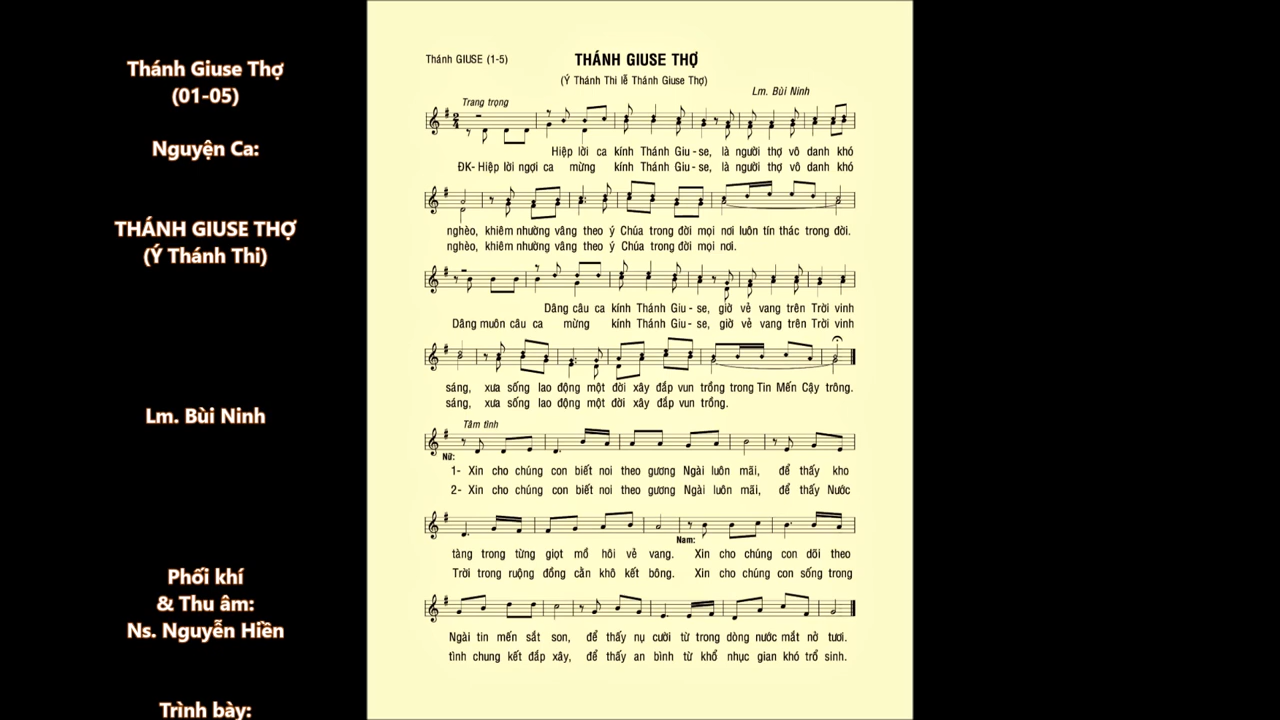 Thánh Giuse Thợ
(01-05)
Nguyện Ca:
THÁNH GIUSE THỢ
(Ý Thánh Thi)
Lm. Bùi Ninh
Phối khí
& Thu âm:
Ns. Nguyễn Hiền
Trình bày:
Thánh GIUSE (1-5)
THÁNH GIUSE THỢ
(Ý Thánh Thi lễ Thánh Giuse Thợ)
Lm. Bùi Ninh
Trang trọng
2
4
Hiệp lời ca kính Thánh Giu-se, là người thợ vô danh khó
ĐK-Hiệp lời ngợi ca mừng kính Thánh Giu-se, là người thợ vô danh khó
nghèo, khiêm nhường vâng theo ý Chúa trong đời mọi nơi luôn tín thác trong đời.
nghèo, khiêm nhường vâng theo ý Chúa trong đời mọi nơi.
Dâng câu ca kính Thánh Giu-se, giờ vẻ vang trên Trời vinh
Dâng muôn câu ca mừng kính Thánh Giu-se, giờ vẻ vang trên Trời vinh
sáng, xưa sống lao động một đời xây đắp vun trồng trong Tin Mến Cậy trông.
sáng, xưa sống lao động một đời xây đắp vun trồng.
Tâm tình
Nữ:
1- Xin cho chúng con biết noi theo gương Ngài luôn mãi, để thấy kho
2- Xin cho chúng con biết noi theo gương Ngài luôn mãi, để thấy Nước
Nam:
tàng trong từng giọt mồ hôi vẻ vang. Xin cho chúng con dõi theo
Trời trong ruộng đồng cằn khô kết bông. Xin cho chúng con sống trong
Ngài tin mến sắt son, để thấy nụ cười từ trong dòng nước mắt nở tươi.
tình chung kết đắp xây, để thấy an bình từ khổ nhục gian khó trổ sinh.